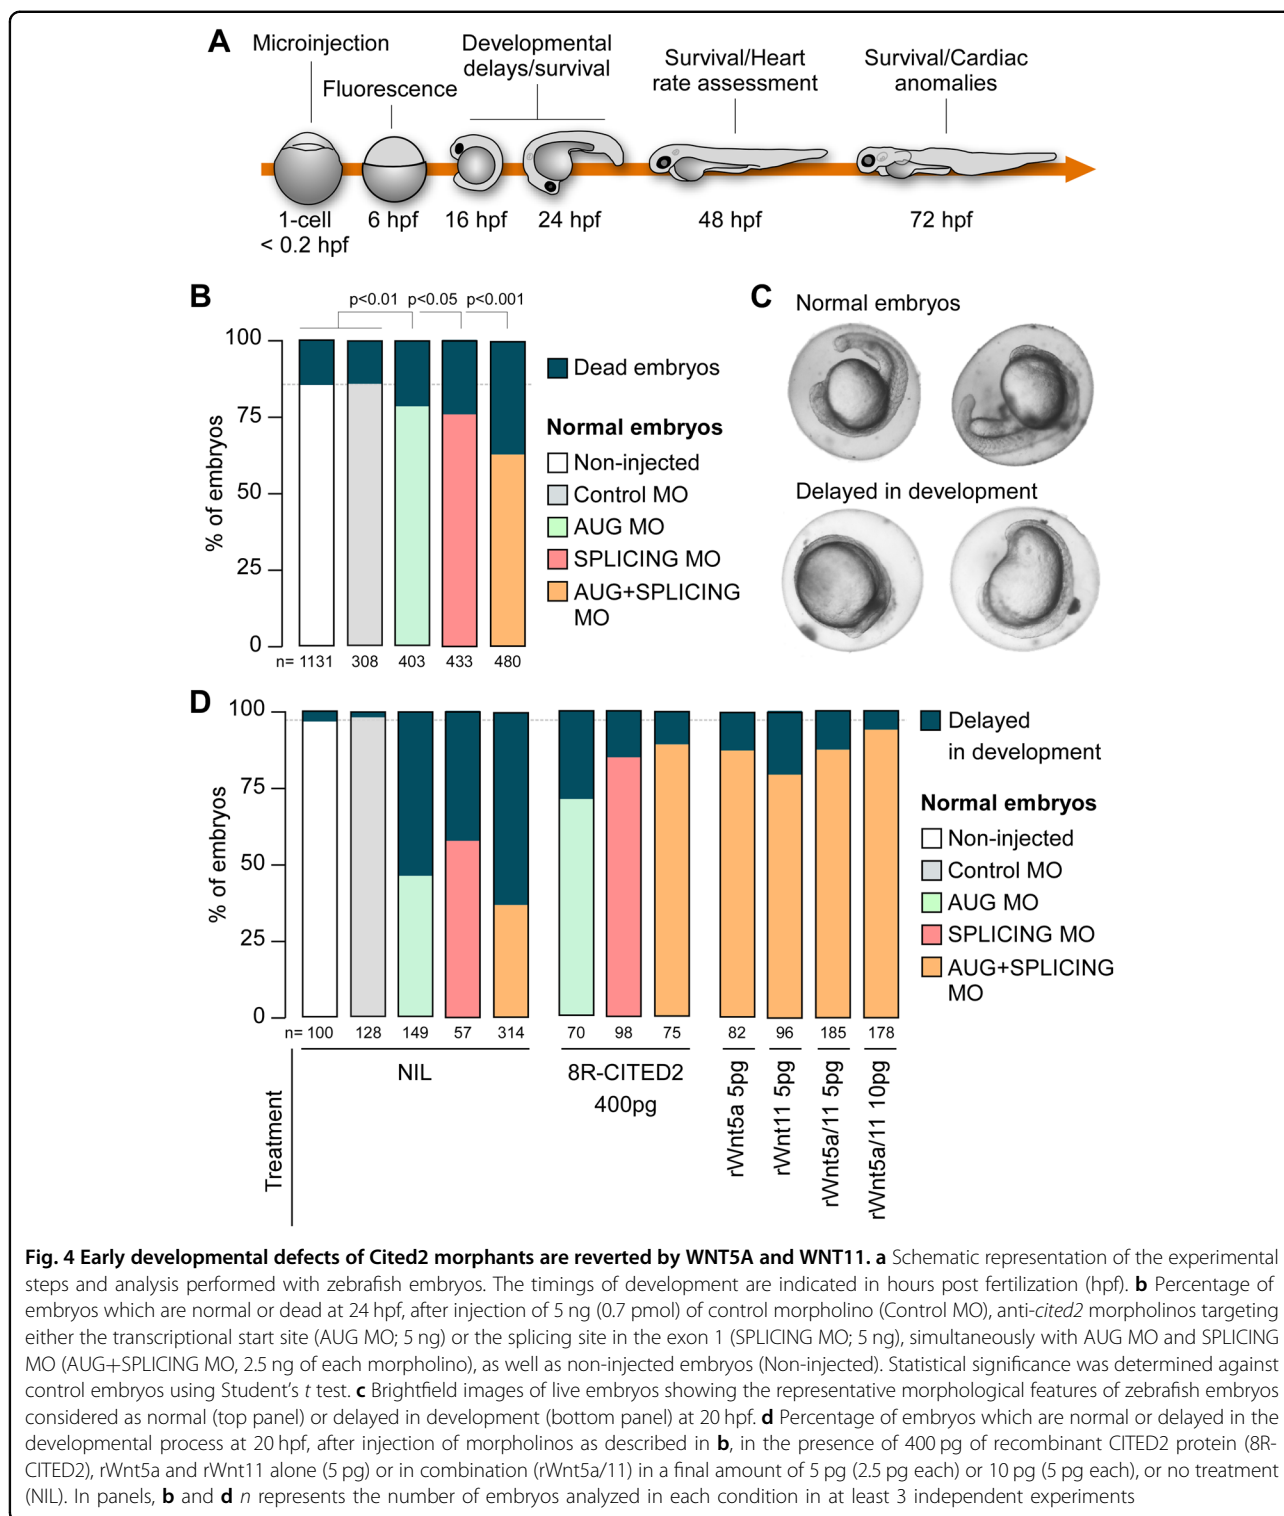 A
Microinjection
Fluorescence
Developmental
delays/survival
Survival/Heart
rate assessment
Survival/Cardiac
anomalies
1-cell
< 0.2 hpf
6 hpf
16 hpf
24 hpf
48 hpf
72 hpf
B
p<0.01
p<0.05
p<0.001
100
75
50
25
0
% of embryos
n= 1131
308
403
433
480
Dead embryos
Normal embryos
Non-injected
Control MO
AUG MO
SPLICING MO
AUG+SPLICING
MO
C
Normal embryos
Delayed in development
D
100
75
50
25
0
% of embryos
n= 100
128
149
57
314
70
98
75
82
96
185
178
Treatment
NIL
8R-CITED2
400pg
rWnt5a 5pg
rWnt11 5pg
rWnt5a/11 5pg
rWnt5a/11 10pg
Delayed
in development
Normal embryos
Non-injected
Control MO
AUG MO
SPLICING MO
AUG+SPLICING
MO
Fig. 4 Early developmental defects of Cited2 morphants are reverted by WNT5A and WNT11. a Schematic representation of the experimental
steps and analysis performed with zebrafish embryos. The timings of development are indicated in hours post fertilization (hpf). b Percentage of
embryos which are normal or dead at 24 hpf, after injection of 5 ng (0.7 pmol) of control morpholino (Control MO), anti-cited2 morpholinos targeting
either the transcriptional start site (AUG MO; 5 ng) or the splicing site in the exon 1 (SPLICING MO; 5 ng), simultaneously with AUG MO and SPLICING
MO (AUG+SPLICING MO, 2.5 ng of each morpholino), as well as non-injected embryos (Non-injected). Statistical significance was determined against
control embryos using Student's t test. c Brightfield images of live embryos showing the representative morphological features of zebrafish embryos
considered as normal (top panel) or delayed in development (bottom panel) at 20 hpf. d Percentage of embryos which are normal or delayed in the
developmental process at 20 hpf, after injection of morpholinos as described in b, in the presence of 400 pg of recombinant CITED2 protein (8R-
CITED2), rWnt5a and rWnt11 alone (5 pg) or in combination (rWnt5a/11) in a final amount of 5 pg (2.5 pg each) or 10 pg (5 pg each), or no treatment
(NIL). In panels, b and d n represents the number of embryos analyzed in each condition in at least 3 independent experiments